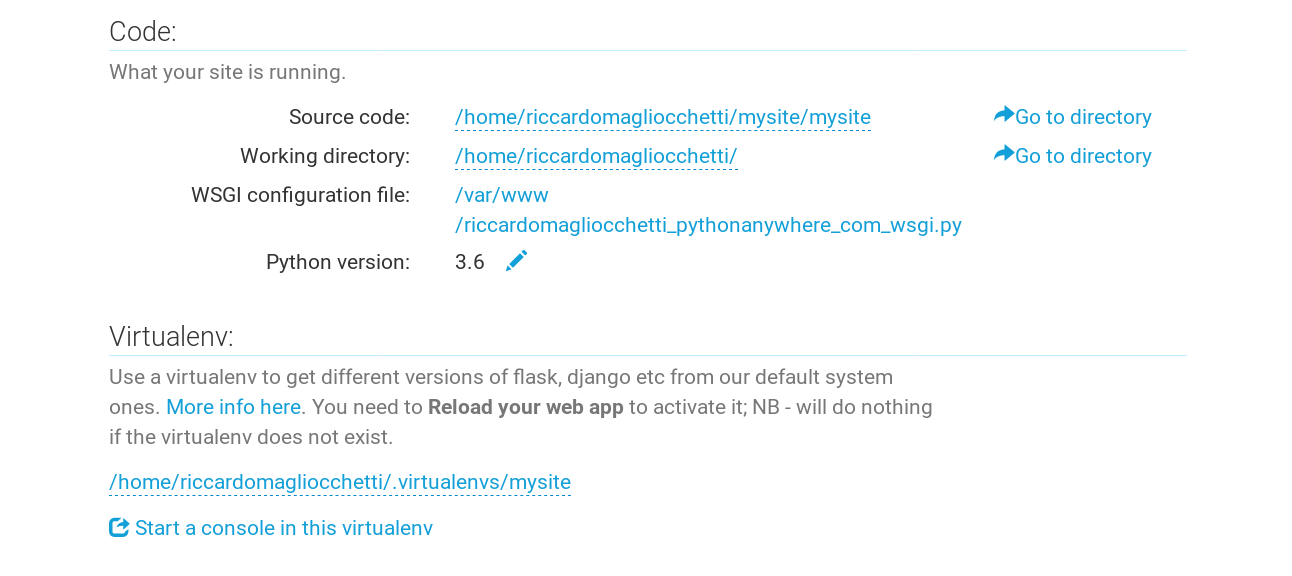 Code:
What your site is running.
Source code: /home/riccardomagliocchetti/mysite/mysite Go to directory
Working directory: /home/riccardomagliocchetti/ Go to directory
WSGI configuration file: /var/www
/riccardomagliocchetti_pythonanywhere_com_wsgi.py
Python version: 3.6
Virtualenv:
Use a virtualenv to get different versions of flask, django etc from our default system
ones. More info here. You need to Reload your web app to activate it; NB - will do nothing
if the virtualenv does not exist.
/home/riccardomagliocchetti/.virtualenvs/mysite
Start a console in this virtualenv